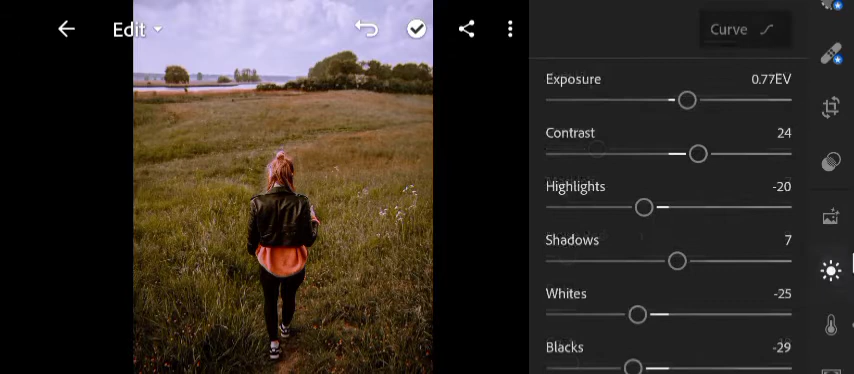 Edit
Curve
Exposure 0.77EV
Contrast 24
Highlights -20
Shadows 7
Whites -25
Blacks -29